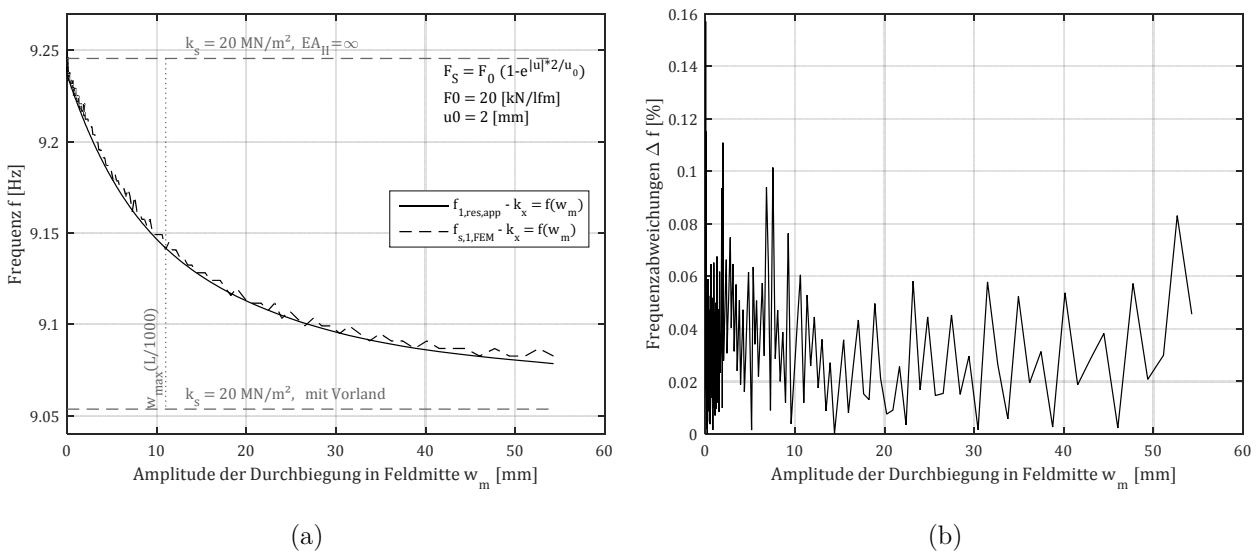 9.25
9.2
9.15
9.1
9.05
0
10
20
30
40
50
60
Frequenz f [Hz]
Amplitude der Durchbiegung in Feldmitte w_m [mm]
k_s = 20 MN/m², EA_II=∞
F_S = F_0 (1-e^|u|*2/u_0)
F0 = 20 [kN/lfm]
u0 = 2 [mm]
f_1,res,app - k_x = f(w_m)
f_s,1,FEM - k_x = f(w_m)
w_max(L/1000)
k_s = 20 MN/m², mit Vorland
(a)
0.16
0.14
0.12
0.1
0.08
0.06
0.04
0.02
0
0
10
20
30
40
50
60
Frequenzabweichungen Δ f [%]
Amplitude der Durchbiegung in Feldmitte w_m [mm]
(b)